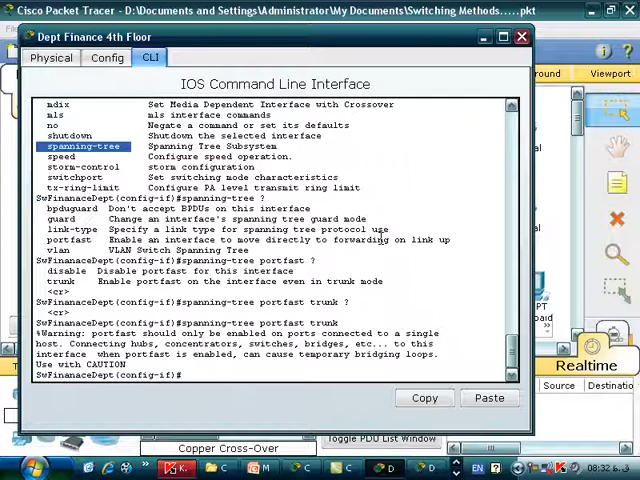 Cisco Packet Tracer - D:\Documents and Settings\Administrator\My Documents\Switching Methods.....pkt
Dept Finance 4th Floor
Physical
Config
CLI
ound
Viewport
IOS Command Line Interface
mdix Set Media Dependent Interface with Crossover
mls mls interface commands
no Negate a command or set its defaults
shutdown Shutdown the selected interface
spanning-tree Spanning Tree Subsystem
speed Configure speed operation.
storm-control storm configuration
switchport Set switching mode characteristics
tx-ring-limit Configure PA level transmit ring limit
SwFinanaceDept(config-if)#spanning-tree ?
bpduguard Don't accept BPDUs on this interface
guard Change an interface's spanning tree guard mode
link-type Specify a link type for spanning tree protocol use
portfast Enable an interface to move directly to forwarding on link up
vlan VLAN Switch Spanning Tree
SwFinanaceDept(config-if)#spanning-tree portfast ?
disable Disable portfast for this interface
trunk Enable portfast on the interface even in trunk mode
<cr>
SwFinanaceDept(config-if)#spanning-tree portfast trunk ?
<cr>
SwFinanaceDept(config-if)#spanning-tree portfast trunk
%Warning: portfast should only be enabled on ports connected to a single
host. Connecting hubs, concentrators, switches, bridges, etc... to this
interface when portfast is enabled, can cause temporary bridging loops.
Use with CAUTION
SwFinanaceDept(config-if)#
Copy
Paste
PT
oard
Realtime
Source
Destinatio
Copper Cross-Over
Toggle PDU List Window
K.
C
M
C
C
D
D
EN
08:32